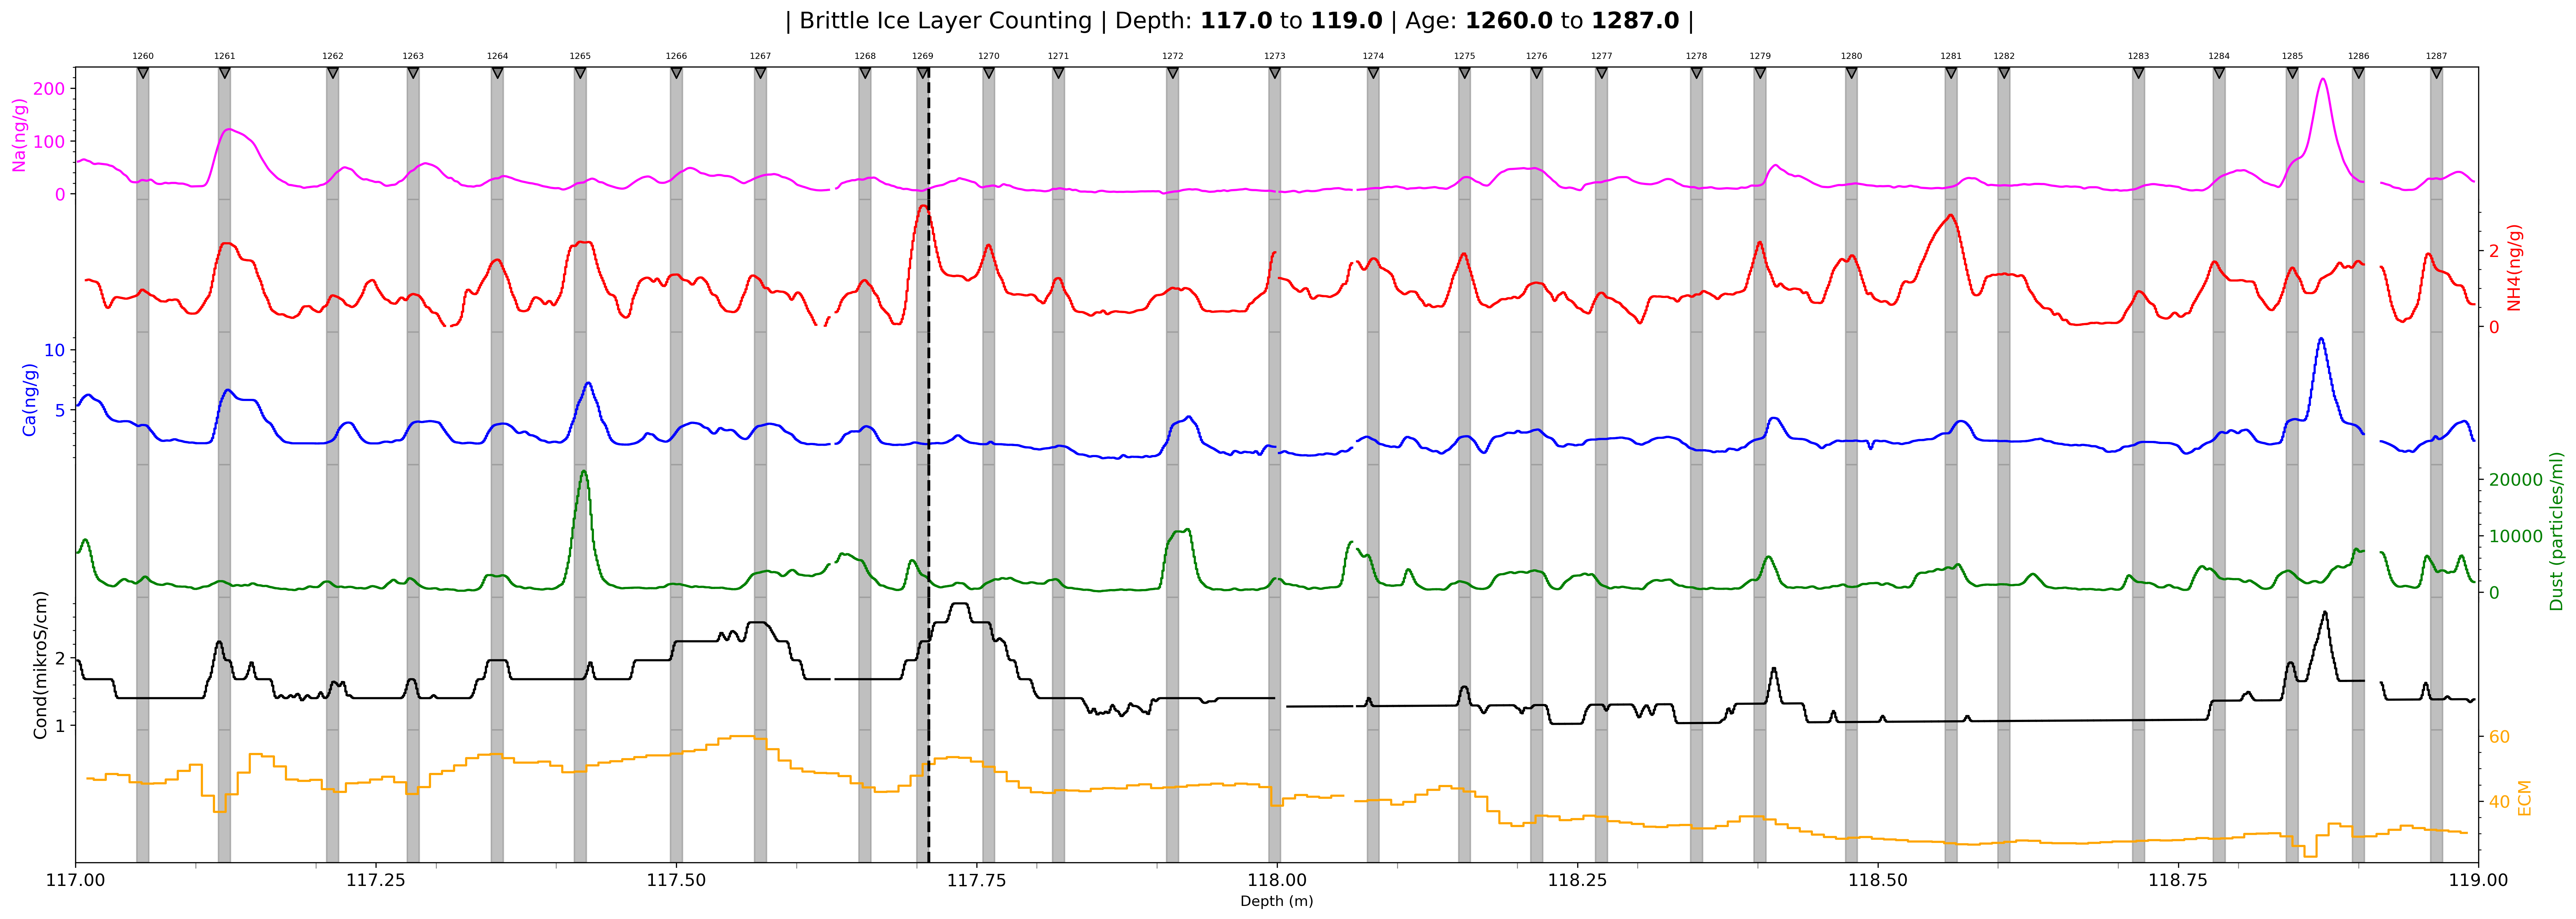 | Brittle Ice Layer Counting | Depth: 117.0 to 119.0 | Age: 1260.0 to 1287.0 |
1260 1261 1262 1263 1264 1265 1266 1267 1268 1269 1270 1271 1272 1273 1274 1275 1276 1277 1278 1279 1280 1281 1282 1283 1284 1285 1286 1287
Na(ng/g)
200
100
0
NH4(ng/g)
2
0
Ca(ng/g)
10
5
Dust (particles/ml)
20000
10000
0
Cond(mikroS/cm)
2
1
ECM
60
40
117.00 117.25 117.50 117.75 118.00 118.25 118.50 118.75 119.00
Depth (m)